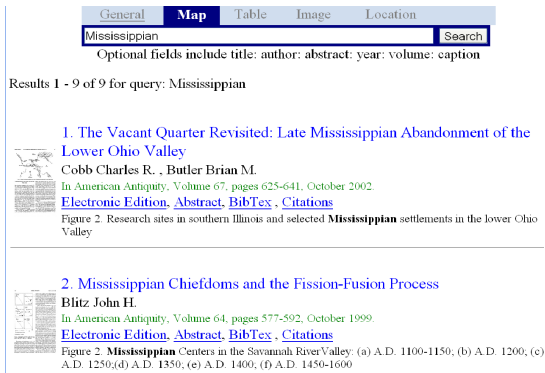 General Map Table Image Location
Mississippian Search
Optional fields include title: author: abstract: year: volume: caption
Results 1 - 9 of 9 for query: Mississippian
1. The Vacant Quarter Revisited: Late Mississippian Abandonment of the
Lower Ohio Valley
Cobb Charles R. , Butler Brian M.
In American Antiquity, Volume 67, pages 625-641, October 2002.
Electronic Edition, Abstract, BibTex , Citations
Figure 2. Research sites in southern Illinois and selected Mississippian settlements in the lower Ohio
Valley
2. Mississippian Chiefdoms and the Fission-Fusion Process
Blitz John H.
In American Antiquity, Volume 64, pages 577-592, October 1999.
Electronic Edition, Abstract, BibTex , Citations
Figure 2. Mississippian Centers in the Savannah RiverValley: (a) A.D. 1100-1150; (b) A.D. 1200; (c)
A.D. 1250;(d) A.D. 1350; (e) A.D. 1400; (f) A.D. 1450-1600